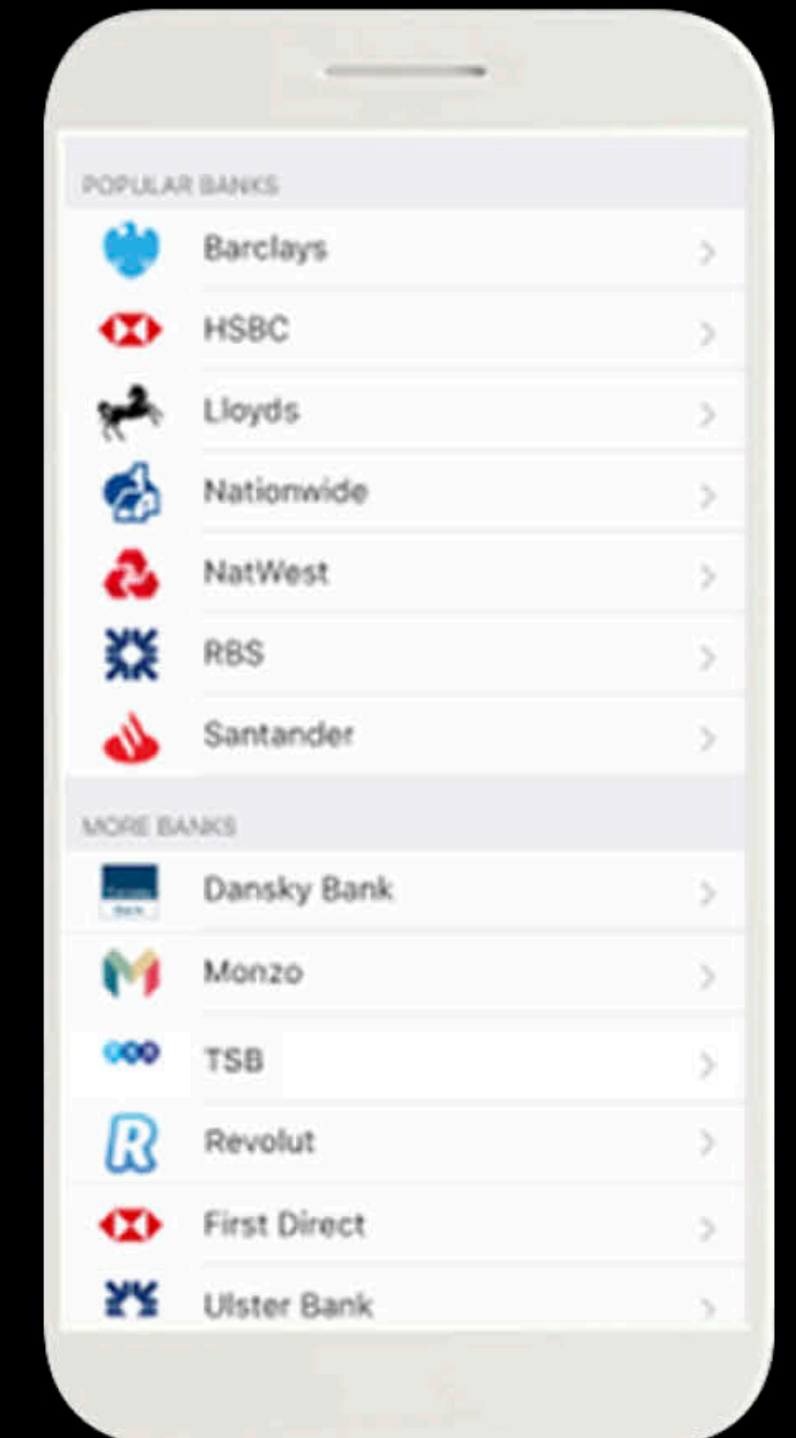 POPULAR BANKS
Barclays
HSBC
Lloyds
Nationwide
NatWest
RBS
Santander
MORE BANKS
Dansky Bank
Monzo
TSB
Revolut
First Direct
Ulster Bank